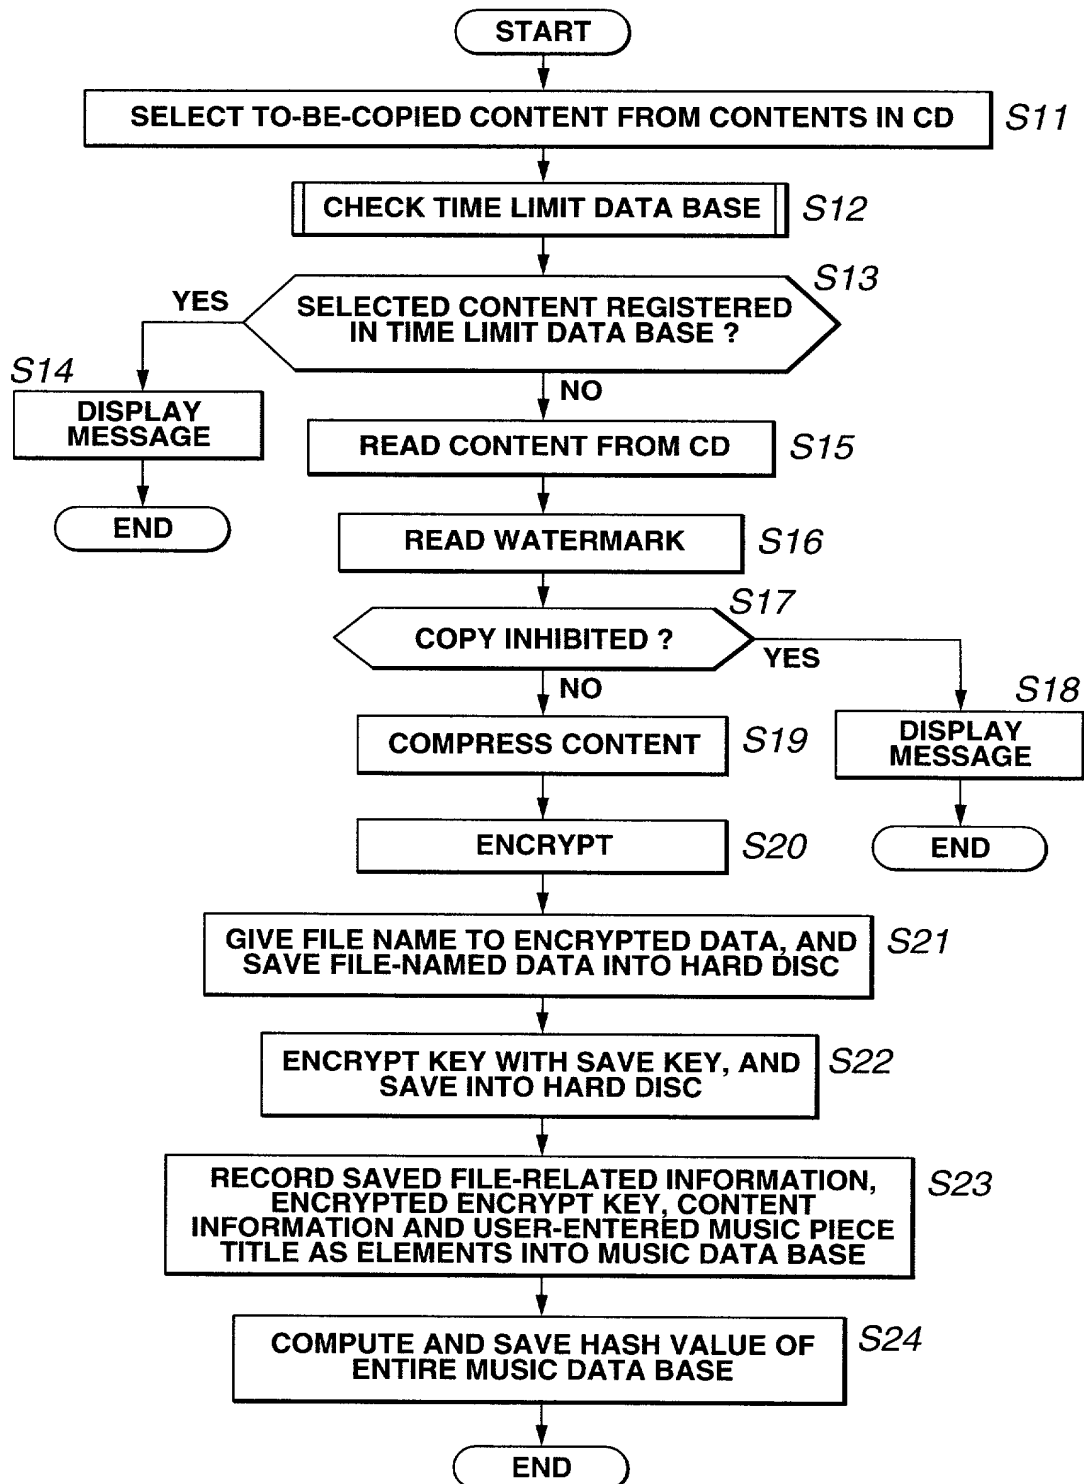 START
SELECT TO-BE-COPIED CONTENT FROM CONTENTS IN CD
S11
CHECK TIME LIMIT DATA BASE
S12
S13
SELECTED CONTENT REGISTERED
IN TIME LIMIT DATA BASE ?
YES
NO
S14
DISPLAY
MESSAGE
END
READ CONTENT FROM CD
S15
READ WATERMARK
S16
S17
COPY INHIBITED ?
YES
NO
S18
DISPLAY
MESSAGE
END
COMPRESS CONTENT
S19
ENCRYPT
S20
GIVE FILE NAME TO ENCRYPTED DATA, AND
SAVE FILE-NAMED DATA INTO HARD DISC
S21
ENCRYPT KEY WITH SAVE KEY, AND
SAVE INTO HARD DISC
S22
RECORD SAVED FILE-RELATED INFORMATION,
ENCRYPTED ENCRYPT KEY, CONTENT
INFORMATION AND USER-ENTERED MUSIC PIECE
TITLE AS ELEMENTS INTO MUSIC DATA BASE
S23
COMPUTE AND SAVE HASH VALUE OF
ENTIRE MUSIC DATA BASE
S24
END